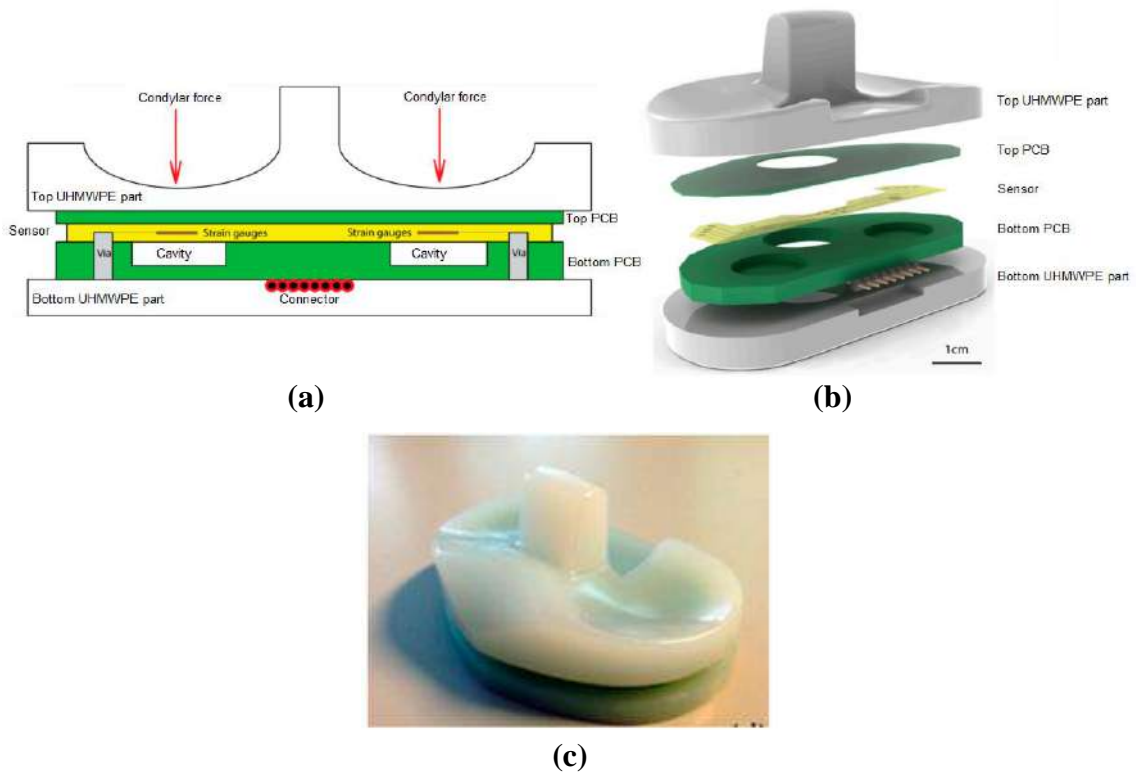 Condylar force
Condylar force
Top UHMWPE part
Top PCB
Sensor
Strain gauges
Strain gauges
Via
Cavity
Cavity
Via
Bottom PCB
Bottom UHMWPE part
Connector
(a)
Top UHMWPE part
Top PCB
Sensor
Bottom PCB
Bottom UHMWPE part
1cm
(b)
(c)